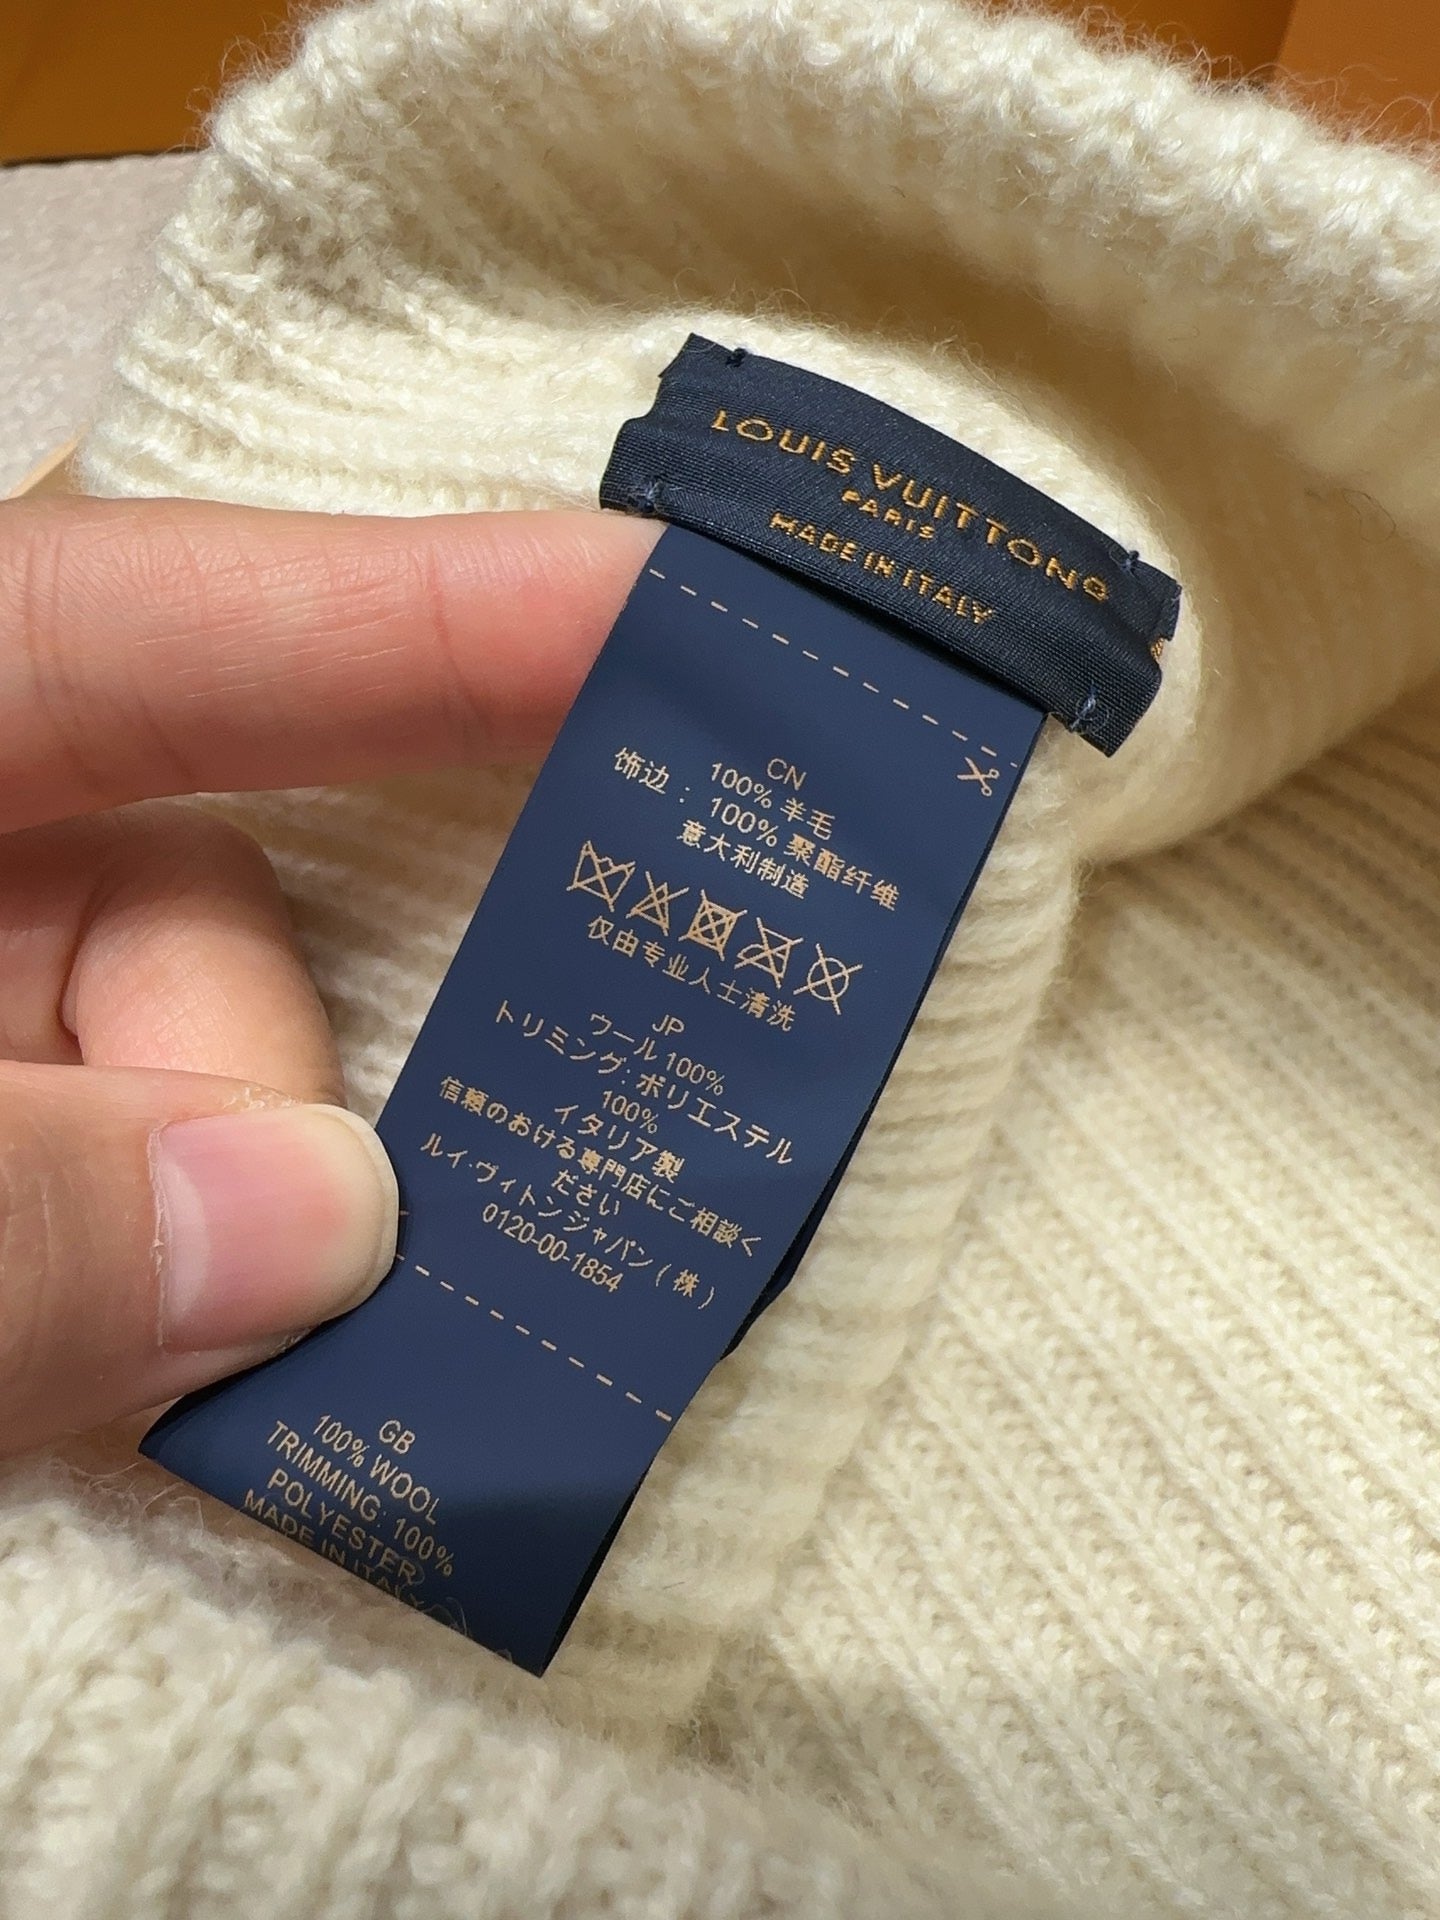 LOUIS VUITTON®
PARIS
MADE IN ITALY
CN
100% 羊毛
饰边： 100% 聚酯纤维
意大利制造
仅由专业人士清洗
JP
ウール 100%
トリミング: ポリエステル
100%
イタリア製
信頼のおける専門店にご相談く
ださい
ルイ･ヴィトンジャパン ( 株 )
0120-00-1854
GB
100% WOOL
TRIMMING: 100%
POLYESTER
MADE IN ITALY